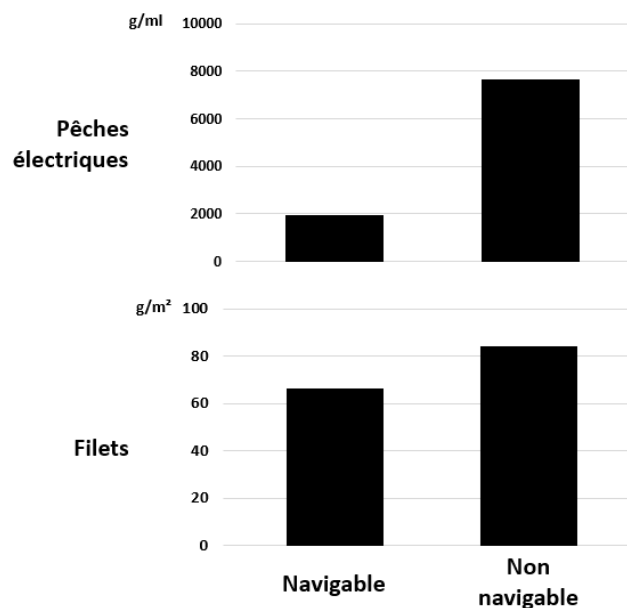 g/ml
10000
8000
6000
4000
2000
0
Pêches
électriques
g/m²
100
80
60
40
20
0
Filets
Navigable
Non
navigable